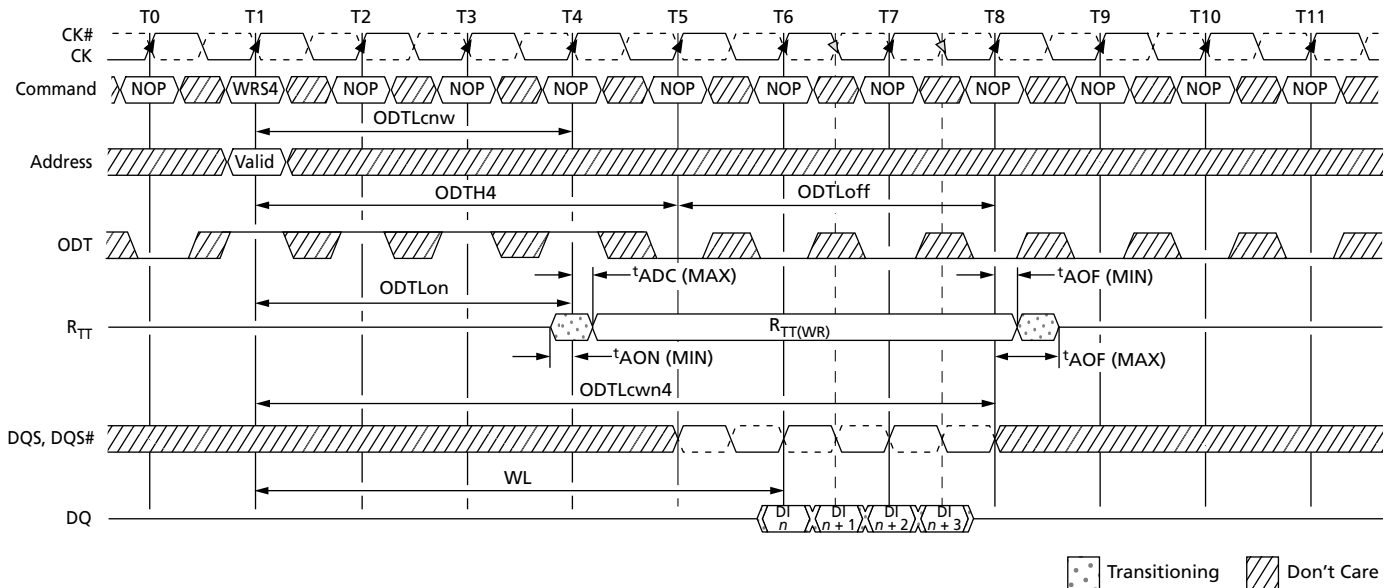 T0 T1 T2 T3 T4 T5 T6 T7 T8 T9 T10 T11
CK#
CK
Command NOP WRS4 NOP NOP NOP NOP NOP NOP NOP NOP NOP NOP
ODTLcnw
Address Valid
ODTH4 ODTLoff
ODT
tADC (MAX) tAOF (MIN)
ODTLon
RTT RTT(WR)
tAON (MIN) tAOF (MAX)
ODTLcwn4
DQS, DQS#
WL
DQ DI n DI n + 1 DI n + 2 DI n + 3
Transitioning Don't Care